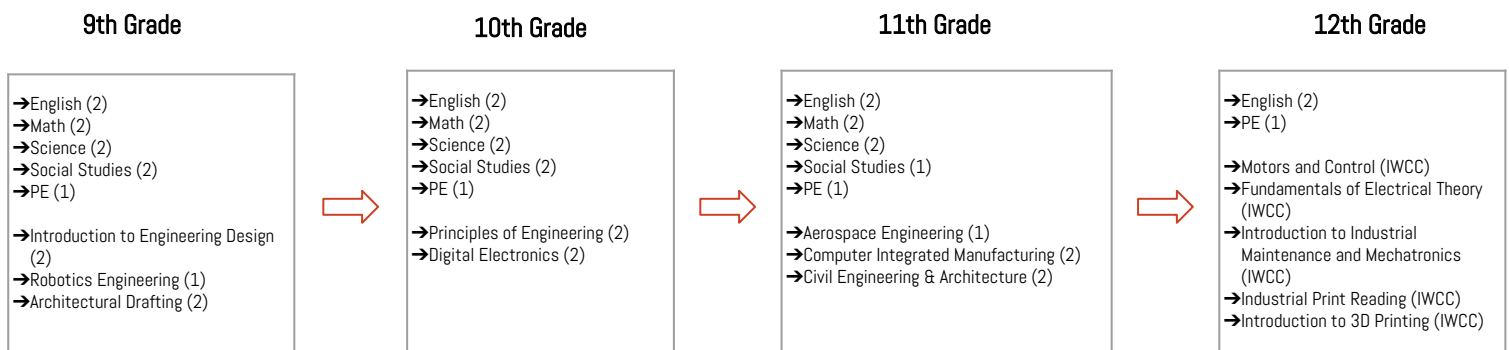 9th Grade
➔English (2)
➔Math (2)
➔Science (2)
➔Social Studies (2)
➔PE (1)
➔Introduction to Engineering Design
(2)
➔Robotics Engineering (1)
➔Architectural Drafting (2)
10th Grade
➔English (2)
➔Math (2)
➔Science (2)
➔Social Studies (2)
➔PE (1)
➔Principles of Engineering (2)
➔Digital Electronics (2)
11th Grade
➔English (2)
➔Math (2)
➔Science (2)
➔Social Studies (1)
➔PE (1)
➔Aerospace Engineering (1)
➔Computer Integrated Manufacturing (2)
➔Civil Engineering & Architecture (2)
12th Grade
➔English (2)
➔PE (1)
➔Motors and Control (IWCC)
➔Fundamentals of Electrical Theory
(IWCC)
➔Introduction to Industrial
Maintenance and Mechatronics
(IWCC)
➔Industrial Print Reading (IWCC)
➔Introduction to 3D Printing (IWCC)